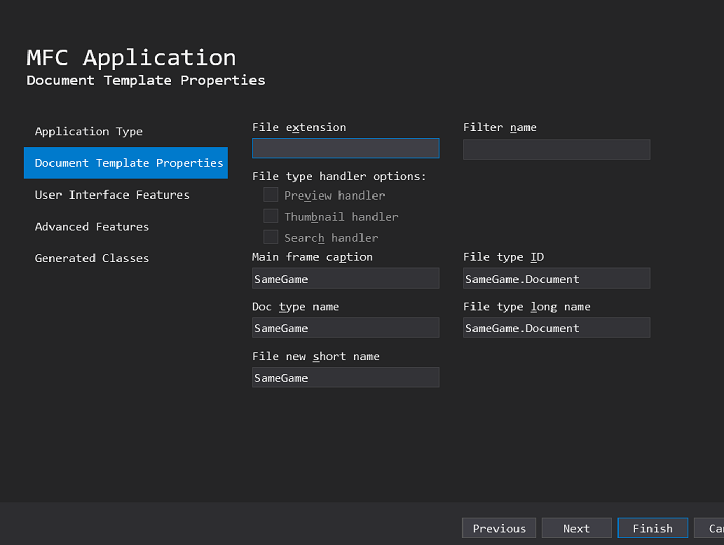 MFC Application
Document Template Properties
Application Type
Document Template Properties
User Interface Features
Advanced Features
Generated Classes
File extension
Filter name
File type handler options:
Preview handler
Thumbnail handler
Search handler
Main frame caption
File type ID
SameGame
SameGame.Document
Doc type name
File type long name
SameGame
SameGame.Document
File new short name
SameGame
Previous
Next
Finish